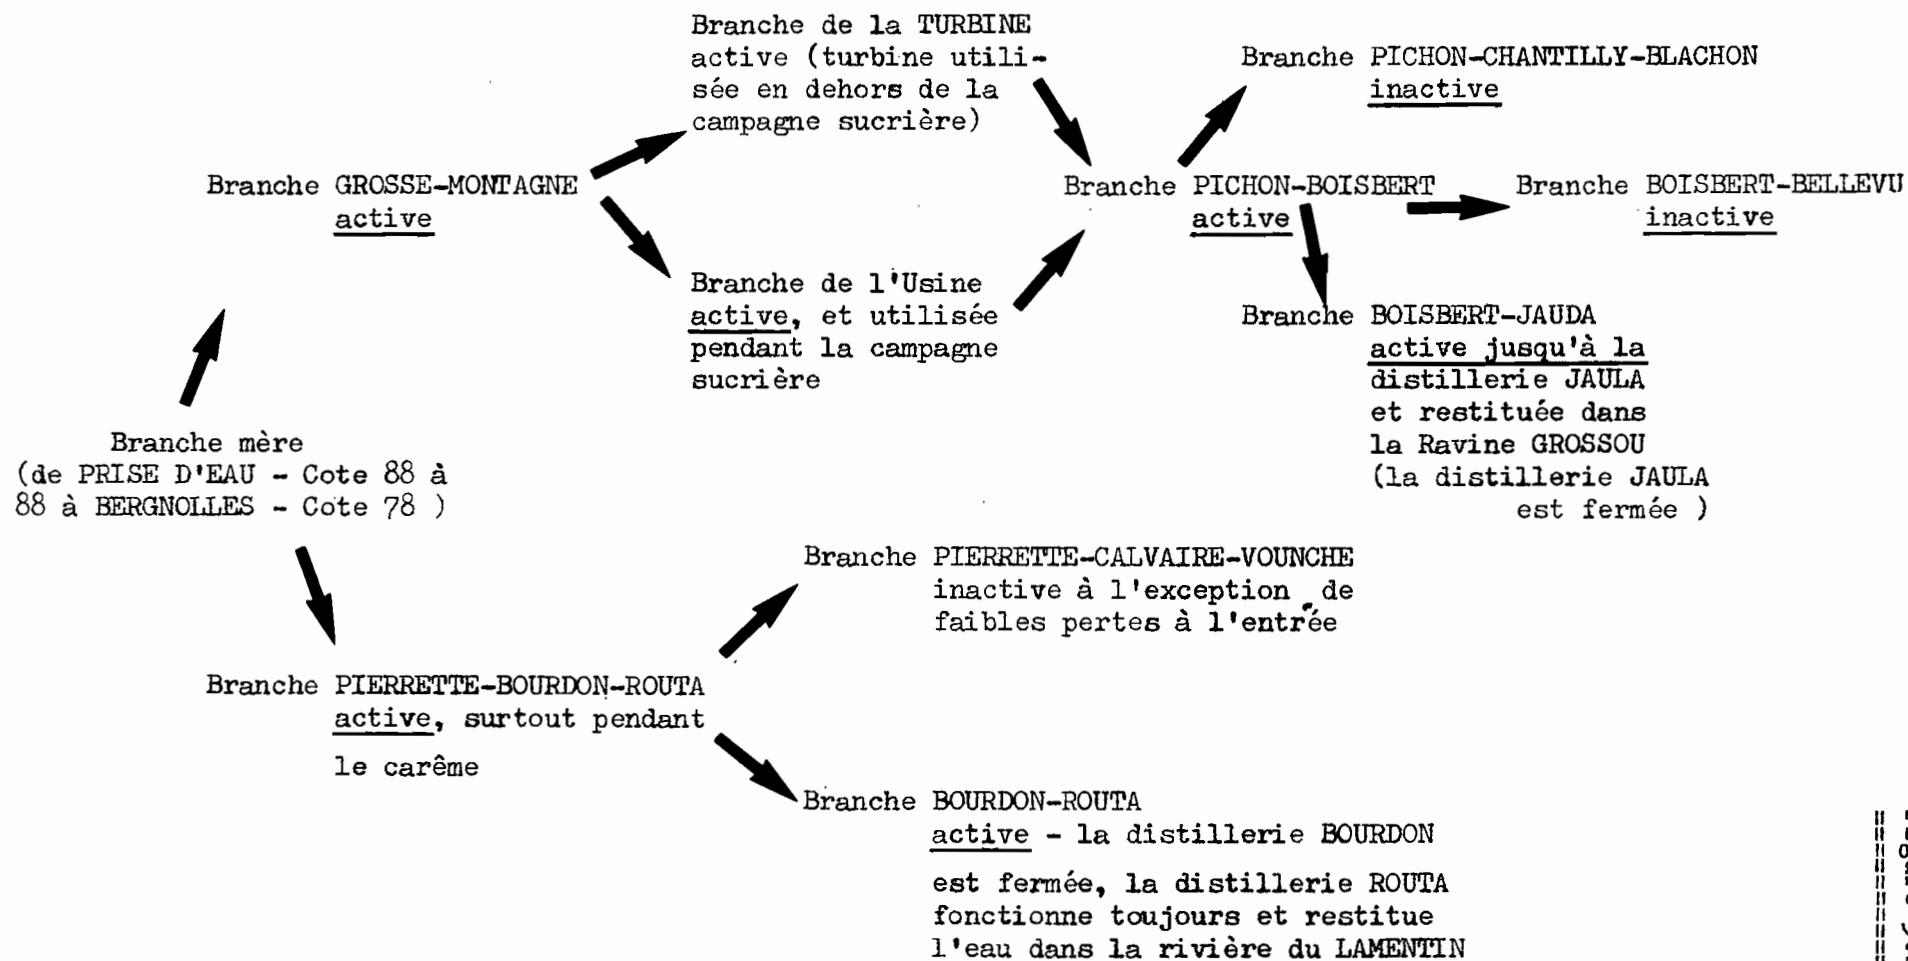 Branche de la TURBINE
active (turbine utili-
sée en dehors de la
campagne sucrière)
Branche PICHON-CHANTILLY-BLACHON
inactive
Branche GROSSE-MONTAGNE
active
Branche PICHON-BOISBERT
active
Branche BOISBERT-BELLEVU
inactive
Branche de l'Usine
active, et utilisée
pendant la campagne
sucrière
Branche BOISBERT-JAUDA
active jusqu'à la
distillerie JAULA
et restituée dans
la Ravine GROSSOU
(la distillerie JAULA
est fermée )
Branche mère
(de PRISE D'EAU - Cote 88 à
88 à BERGNOLLES - Cote 78 )
Branche PIERRETTE-CALVAIRE-VOUNCHE
inactive à l'exception de
faibles pertes à l'entrée
Branche PIERRETTE-BOURDON-ROUTA
active, surtout pendant
le carême
Branche BOURDON-ROUTA
active - la distillerie BOURDON
est fermée, la distillerie ROUTA
fonctionne toujours et restitue
l'eau dans la rivière du LAMENTIN